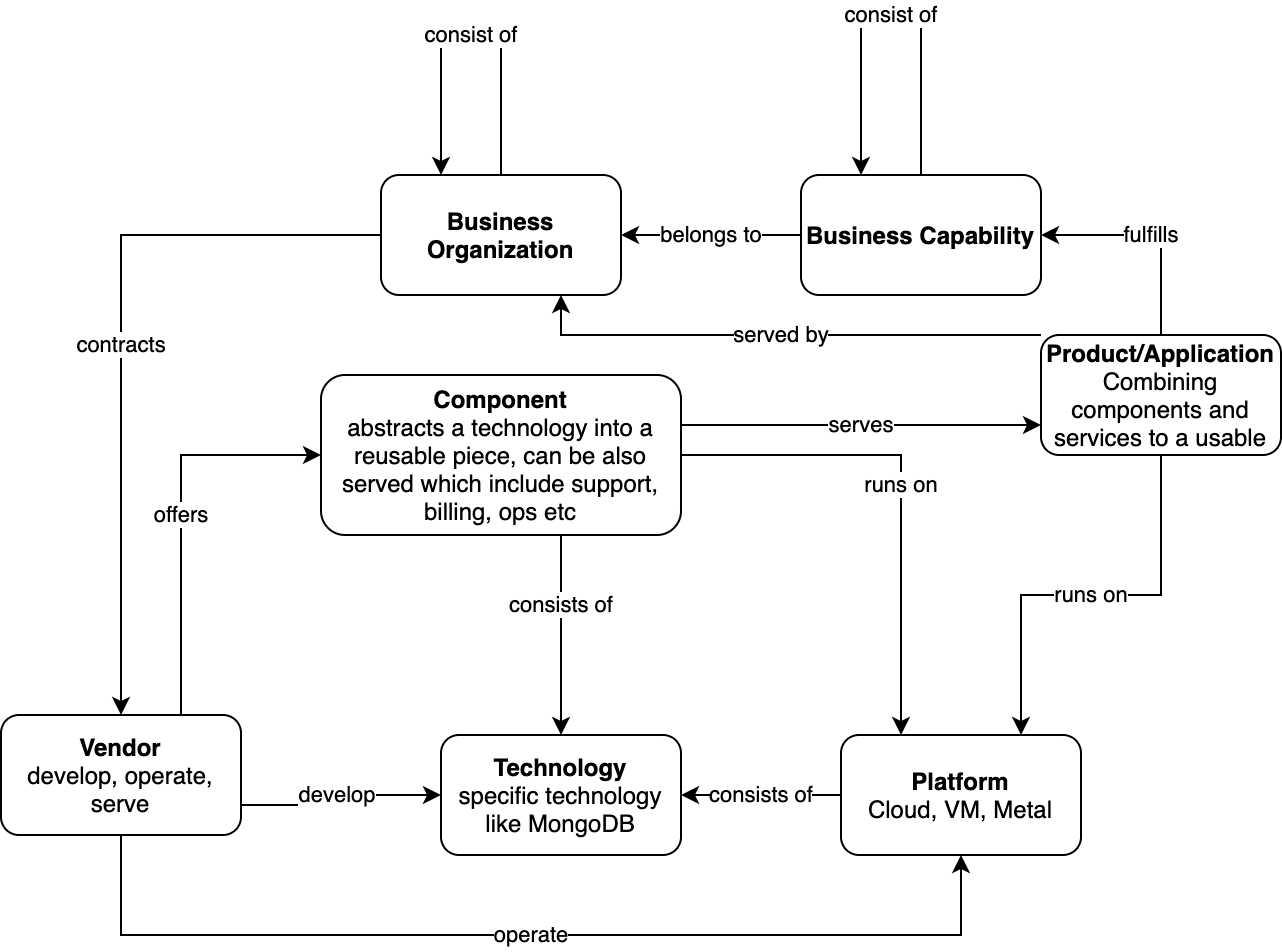 consist of
consist of
Business
Organization
belongs to
Business Capability
fulfills
contracts
served by
Product/Application
Combining
components and
services to a usable
Component
abstracts a technology into a
reusable piece, can be also
served which include support,
billing, ops etc
serves
runs on
offers
consists of
runs on
Vendor
develop, operate,
serve
develop
Technology
specific technology
like MongoDB
consists of
Platform
Cloud, VM, Metal
operate